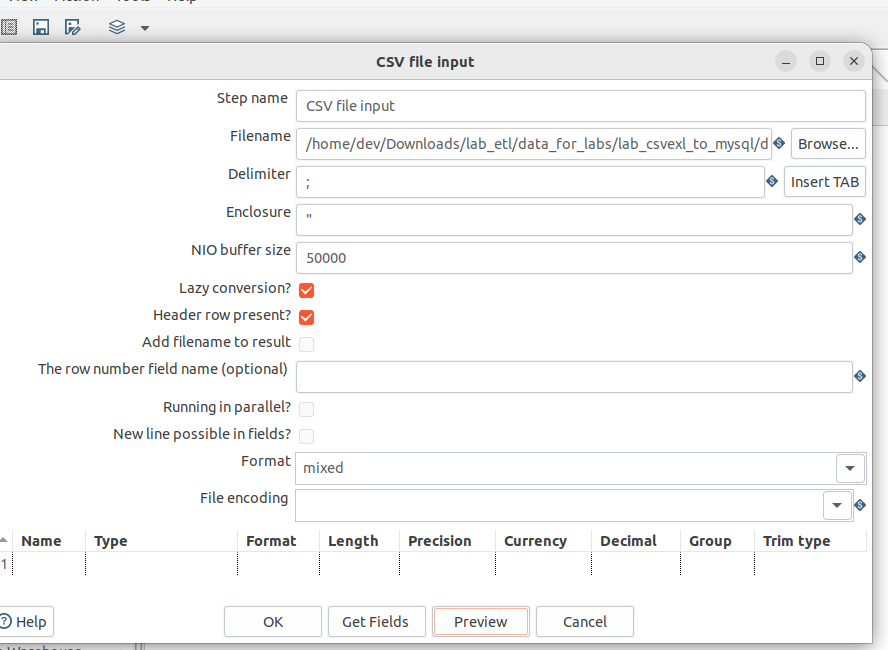 CSV file input
Step name CSV file input
Filename /home/dev/Downloads/lab_etl/data_for_labs/lab_csvexl_to_mysql/d Browse...
Delimiter ; Insert TAB
Enclosure "
NIO buffer size 50000
Lazy conversion?
Header row present?
Add filename to result
The row number field name (optional)
Running in parallel?
New line possible in fields?
Format mixed
File encoding
Name Type Format Length Precision Currency Decimal Group Trim type
1
Help OK Get Fields Preview Cancel